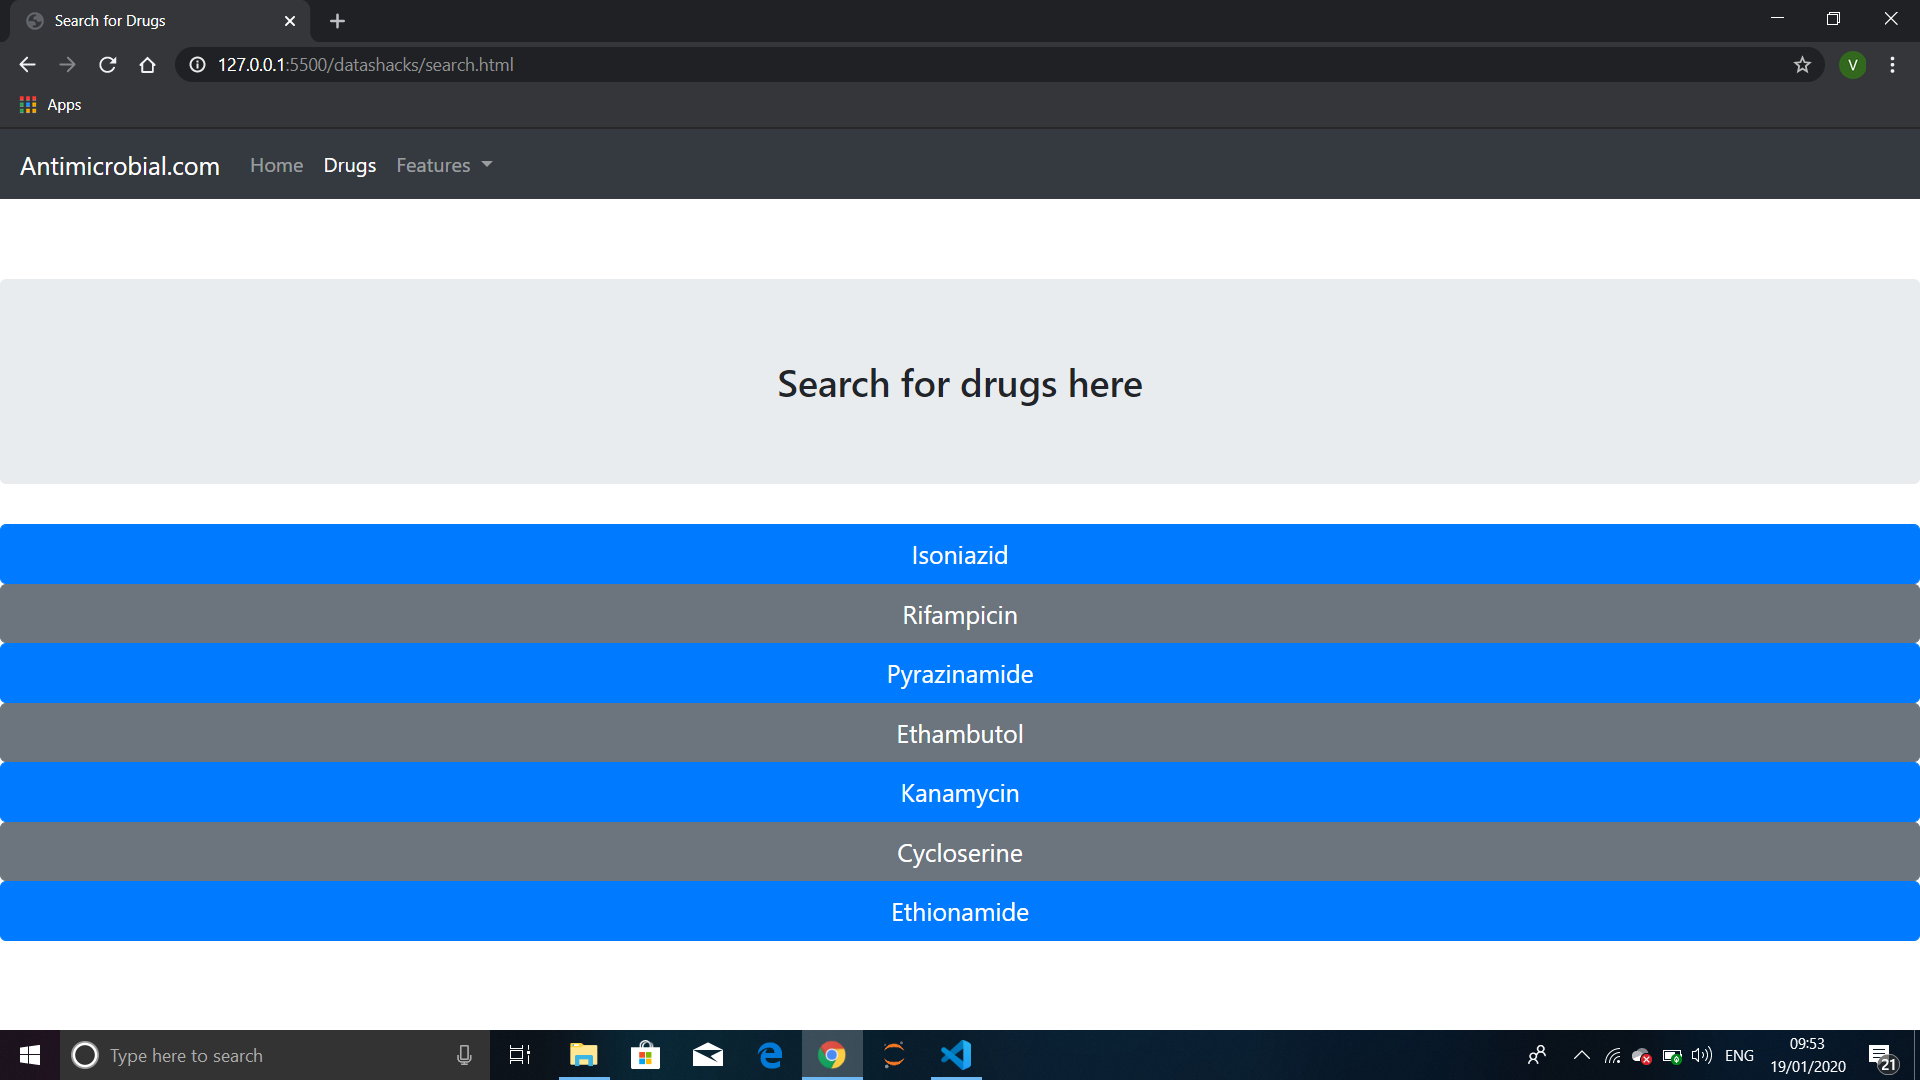 Search for Drugs
127.0.0.1:5500/datashacks/search.html
V
Apps
Antimicrobial.com Home Drugs Features
Search for drugs here
Isoniazid
Rifampicin
Pyrazinamide
Ethambutol
Kanamycin
Cycloserine
Ethionamide
Type here to search
ENG
09:53
19/01/2020
21